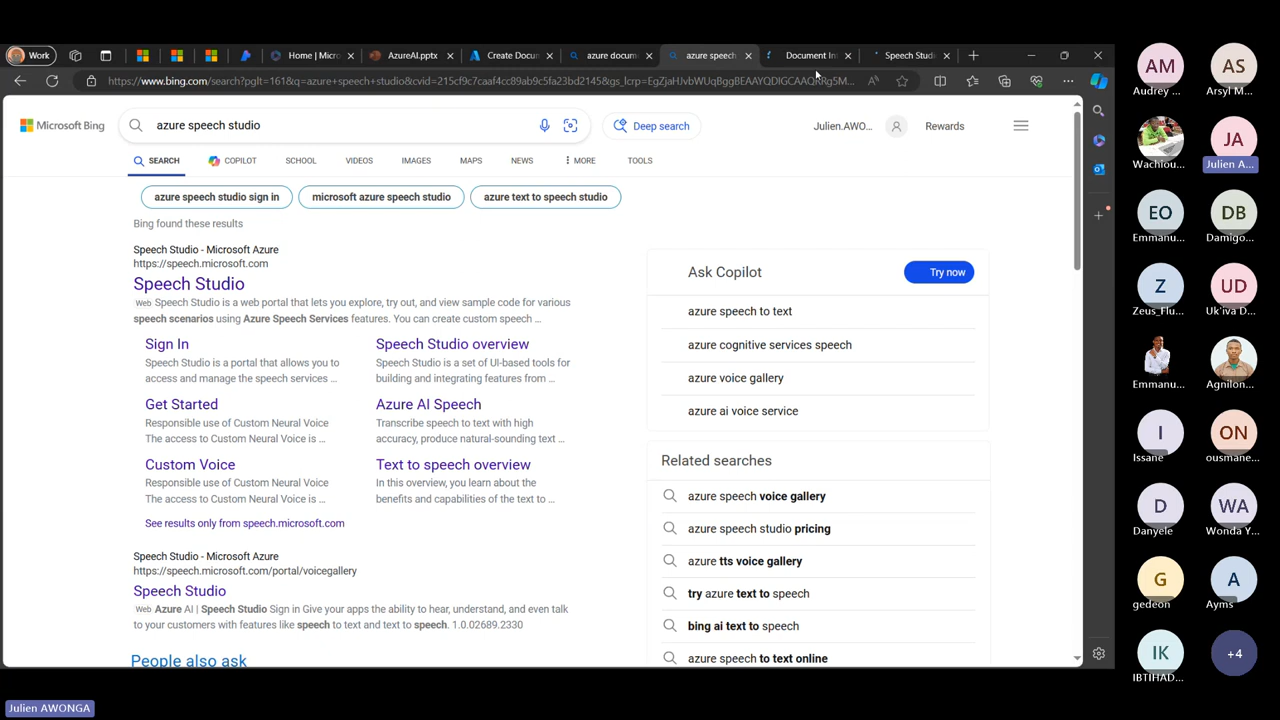 Work
Home | Micr
AzureAI.pptx
Create Docu
azure docum
azure speech
Document In
Speech Studi
https://www.bing.com/search?pglt=161&q=azure+speech+studio&cvid=215cf9c7caaf4cc89ab9c5fa23bd2145&gs_lcrp=EgZjaHJvbWUqBggBEAAYQDIGCAAQRRg5M...
Microsoft Bing
azure speech studio
Deep search
Julien.AWO...
Rewards
SEARCH
COPILOT
SCHOOL
VIDEOS
IMAGES
MAPS
NEWS
MORE
TOOLS
azure speech studio sign in
microsoft azure speech studio
azure text to speech studio
Bing found these results
Speech Studio - Microsoft Azure
https://speech.microsoft.com
Speech Studio
Web Speech Studio is a web portal that lets you explore, try out, and view sample code for various
speech scenarios using Azure Speech Services features. You can create custom speech ...
Sign In
Speech Studio is a portal that allows you to
access and manage the speech services ...
Speech Studio overview
Speech Studio is a set of UI-based tools for
building and integrating features from ...
Get Started
Responsible use of Custom Neural Voice
The access to Custom Neural Voice is ...
Azure AI Speech
Transcribe speech to text with high
accuracy, produce natural-sounding text ...
Custom Voice
Responsible use of Custom Neural Voice
The access to Custom Neural Voice is ...
Text to speech overview
In this overview, you learn about the
benefits and capabilities of the text to ...
See results only from speech.microsoft.com
Speech Studio - Microsoft Azure
https://speech.microsoft.com/portal/voicegallery
Speech Studio
Web Azure AI | Speech Studio Sign in Give your apps the ability to hear, understand, and even talk
to your customers with features like speech to text and text to speech. 1.0.02689.2330
People also ask
Ask Copilot
Try now
azure speech to text
azure cognitive services speech
azure voice gallery
azure ai voice service
Related searches
azure speech voice gallery
azure speech studio pricing
azure tts voice gallery
try azure text to speech
bing ai text to speech
azure speech to text online
AM
Audrey ...
AS
Arsyl M...
Wachiou...
JA
Julien A...
EO
Emmanu...
DB
Damigo...
Z
Zeus_Flu...
UD
Uk'iva D...
Emmanu...
Agnilon...
I
Issane
ON
ousmane...
D
Danyele
WA
Wonda Y...
G
gedeon
A
Ayms
IK
IBTIHAD...
+4
Julien AWONGA